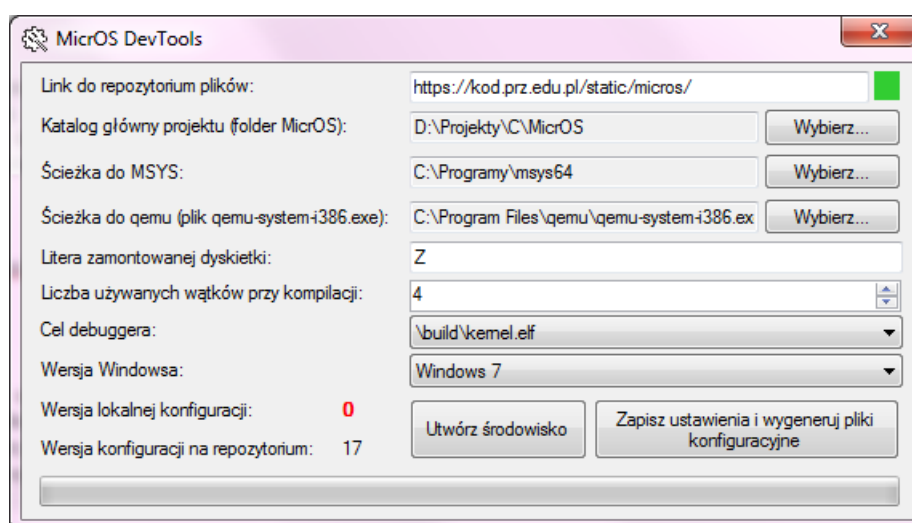 MicrOS DevTools
Link do repozytorium plików: https://kod.prz.edu.pl/static/micros/
Katalog główny projektu (folder MicrOS): D:\Projekty\C\MicrOS Wybierz...
Ścieżka do MSYS: C:\Programy\msys64 Wybierz...
Ścieżka do qemu (plik qemu-system-i386.exe): C:\Program Files\qemu\qemu-system-i386.ex Wybierz...
Litera zamontowanej dyskietki: Z
Liczba używanych wątków przy kompilacji: 4
Cel debuggera: \build\kernel.elf
Wersja Windowsa: Windows 7
Wersja lokalnej konfiguracji: 0
Wersja konfiguracji na repozytorium: 17
Utwórz środowisko
Zapisz ustawienia i wygeneruj pliki
konfiguracyjne